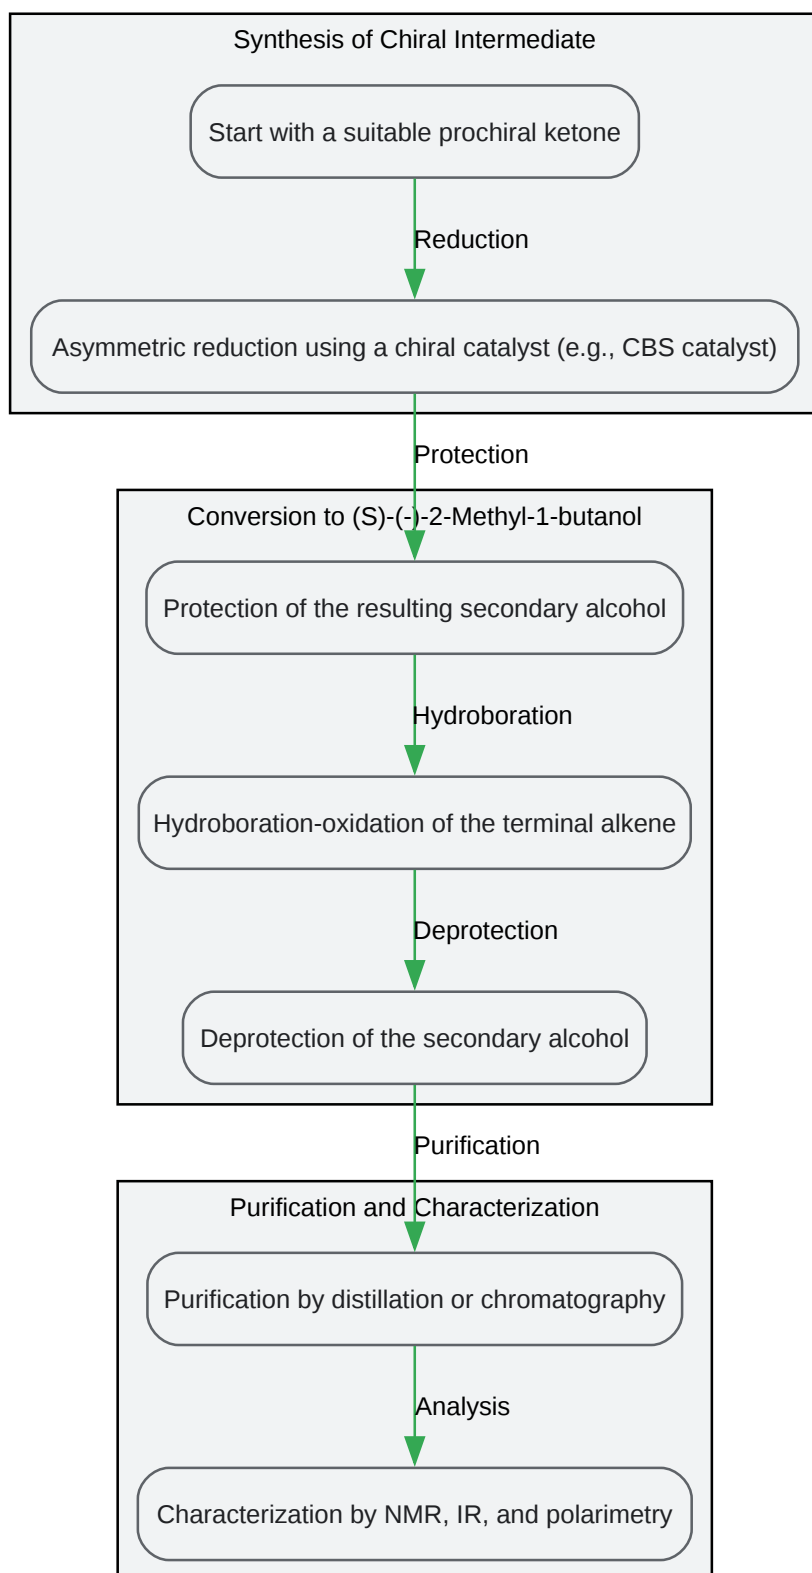 Synthesis of Chiral Intermediate
Start with a suitable prochiral ketone
Reduction
Asymmetric reduction using a chiral catalyst (e.g., CBS catalyst)
Protection
Conversion to (S)-(-)-2-Methyl-1-butanol
Protection of the resulting secondary alcohol
Hydroboration
Hydroboration-oxidation of the terminal alkene
Deprotection
Deprotection of the secondary alcohol
Purification
Purification and Characterization
Purification by distillation or chromatography
Analysis
Characterization by NMR, IR, and polarimetry